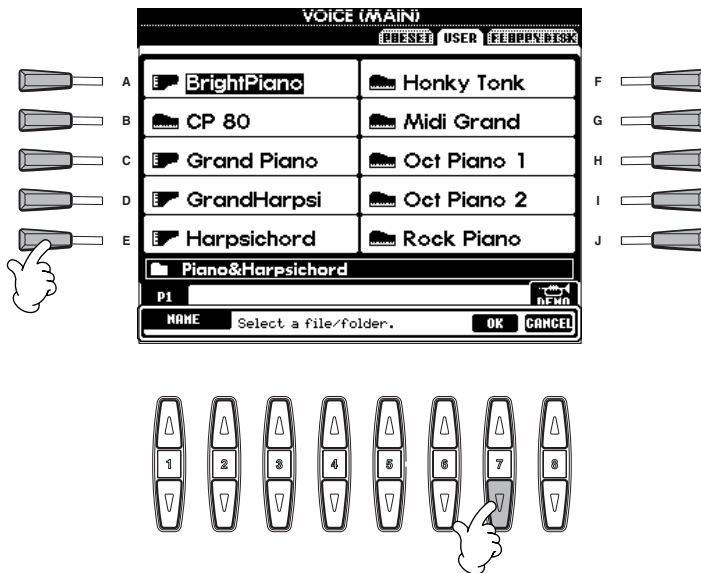 VOICE (MAIN)
PRESET USER FLOPPY DISK
A BrightPiano Honky Tonk F
B CP 80 Midi Grand G
C Grand Piano Oct Piano 1 H
D GrandHarpsi Oct Piano 2 I
E Harpsichord Rock Piano J
Piano&Harpsichord
P1 DEMO
NAME Select a file/folder. OK CANCEL
1 2 3 4 5 6 7 8